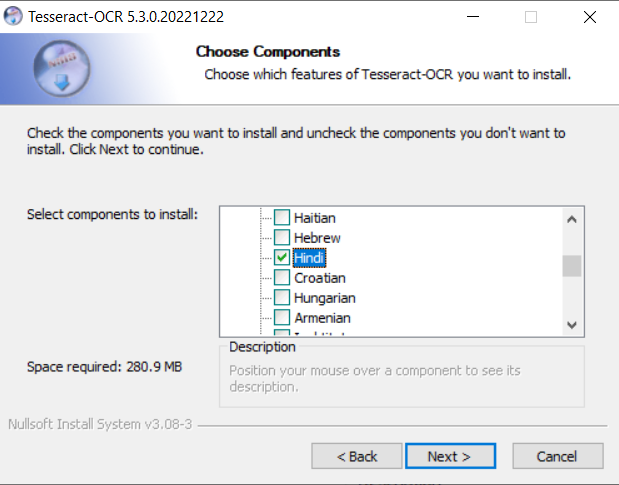 Tesseract-OCR 5.3.0.20221222
Choose Components
Choose which features of Tesseract-OCR you want to install.
Check the components you want to install and uncheck the components you don't want to
install. Click Next to continue.
Select components to install:
Haitian
Hebrew
Hindi
Croatian
Hungarian
Armenian
Space required: 280.9 MB
Description
Position your mouse over a component to see its
description.
Nullsoft Install System v3.08-3
< Back
Next >
Cancel